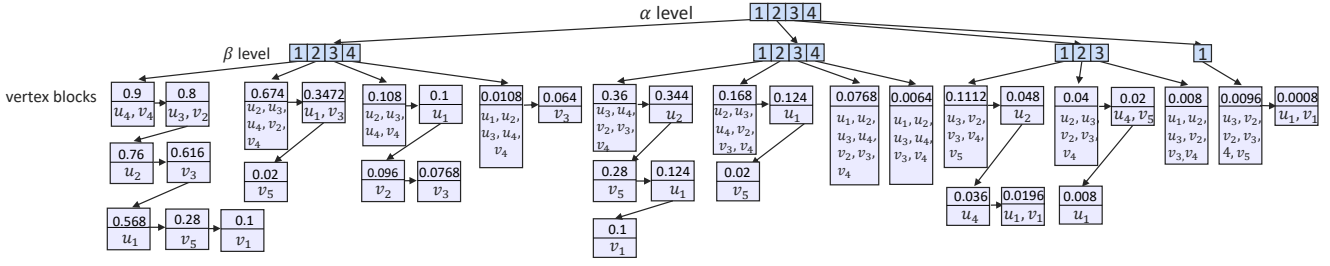 α level 1 2 3 4
β level 1 2 3 4 1 2 3 4 1 2 3 1
vertex blocks
0.9
u₄, v₄
0.8
u₃, v₂
0.76
u₂
0.616
v₃
0.568
u₁
0.28
v₅
0.1
v₁
0.674
u₂, u₃,
u₄, v₂,
v₄
0.3472
u₁, v₃
0.02
v₅
0.108
u₂, u₃,
u₄, v₄
0.1
u₁
0.096
v₂
0.0768
v₃
0.0108
u₁, u₂,
u₃, u₄,
v₄
0.064
v₃
0.36
u₃, u₄,
v₂, v₃,
v₄
0.344
u₂
0.28
v₅
0.124
u₁
0.1
v₁
0.168
u₂, u₃,
u₄, v₂,
v₃, v₄
0.124
u₁
0.02
v₅
0.0768
u₁, u₂,
u₃, u₄,
v₂, v₃,
v₄
0.0064
u₁, u₂,
u₃, u₄,
v₃, v₄
0.1112
u₃, v₂,
v₃, v₄,
v₅
0.048
u₂
0.036
u₄
0.0196
u₁, v₁
0.04
u₂, u₃,
v₂, v₃,
v₄
0.02
u₄, v₅
0.008
u₁
0.008
u₁, u₂,
u₃, v₂,
v₃, v₄
0.0096
u₃, v₂,
v₂, v₃,
4, v₅
0.0008
u₁, v₁